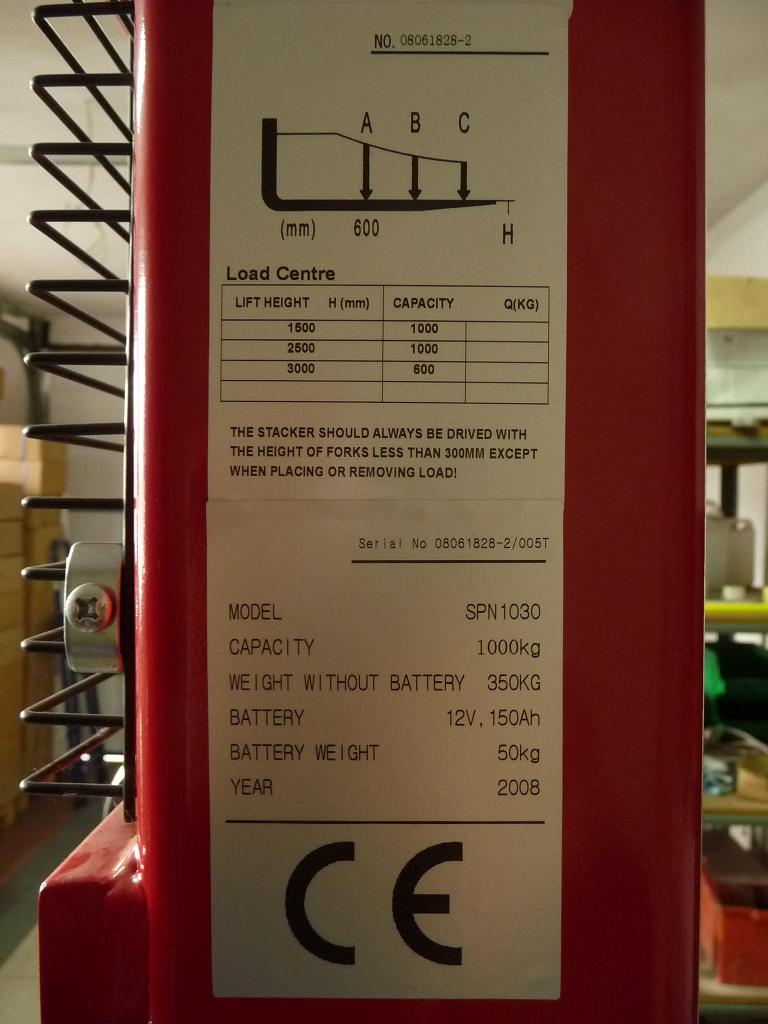 NO. 08061828-2
A B C
(mm) 600 H
Load Centre
LIFT HEIGHT H (mm) CAPACITY Q(KG)
1500 1000
2500 1000
3000 600
THE STACKER SHOULD ALWAYS BE DRIVED WITH
THE HEIGHT OF FORKS LESS THAN 300MM EXCEPT
WHEN PLACING OR REMOVING LOAD!
Serial No 08061828-2/005T
MODEL SPN1030
CAPACITY 1000kg
WEIGHT WITHOUT BATTERY 350KG
BATTERY 12V,150Ah
BATTERY WEIGHT 50kg
YEAR 2008
CE